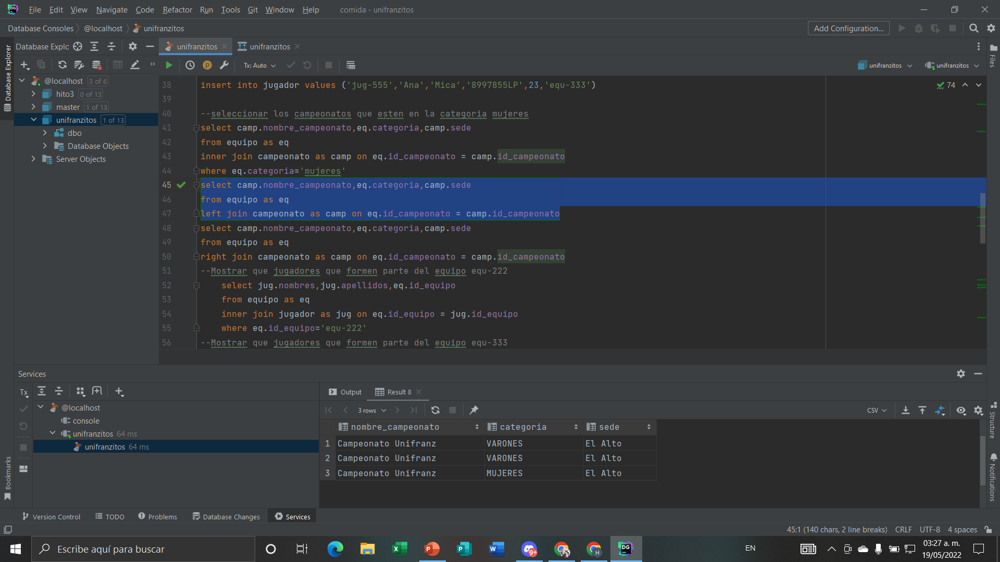 File Edit View Navigate Code Refactor Run Tools Git Window Help comida - unifranzitos
Database Consoles @localhost unifranzitos Add Configuration...
Database Explc unifranzitos unifranzitos
Tx: Auto unifranzitos unifranzitos
Database Explorer
Bookmarks
@localhost 3 of 6
hito3 0 of 13
master 1 of 13
unifranzitos 1 of 13
dbo
Database Objects
Server Objects
38 insert into jugador values ('jug-555','Ana','Mica','8997855LP',23,'equ-333')
74
39
40 --seleccionar los campeonatos que esten en la categoria mujeres
41 select camp.nombre_campeonato,eq.categoria,camp.sede
42 from equipo as eq
43 inner join campeonato as camp on eq.id_campeonato = camp.id_campeonato
44 where eq.categoria='mujeres'
45 select camp.nombre_campeonato,eq.categoria,camp.sede
46 from equipo as eq
47 left join campeonato as camp on eq.id_campeonato = camp.id_campeonato
48 select camp.nombre_campeonato,eq.categoria,camp.sede
49 from equipo as eq
50 right join campeonato as camp on eq.id_campeonato = camp.id_campeonato
51 --Mostrar que jugadores que formen parte del equipo equ-222
52 select jug.nombres,jug.apellidos,eq.id_equipo
53 from equipo as eq
54 inner join jugador as jug on eq.id_equipo = jug.id_equipo
55 where eq.id_equipo='equ-222'
56 --Mostrar que jugadores que formen parte del equipo equ-333
Files
Structure
Notifications
Services
Tx
@localhost
console
unifranzitos 64 ms
unifranzitos 64 ms
Output Result 8
3 rows CSV
nombre_campeonato categoria sede
1 Campeonato Unifranz VARONES El Alto
2 Campeonato Unifranz VARONES El Alto
3 Campeonato Unifranz MUJERES El Alto
Version Control TODO Problems Database Changes Services
45:1 (140 chars, 2 line breaks) CRLF UTF-8 4 spaces
Escribe aquí para buscar
9+
H
DG
EN
03:27 a. m.
19/05/2022